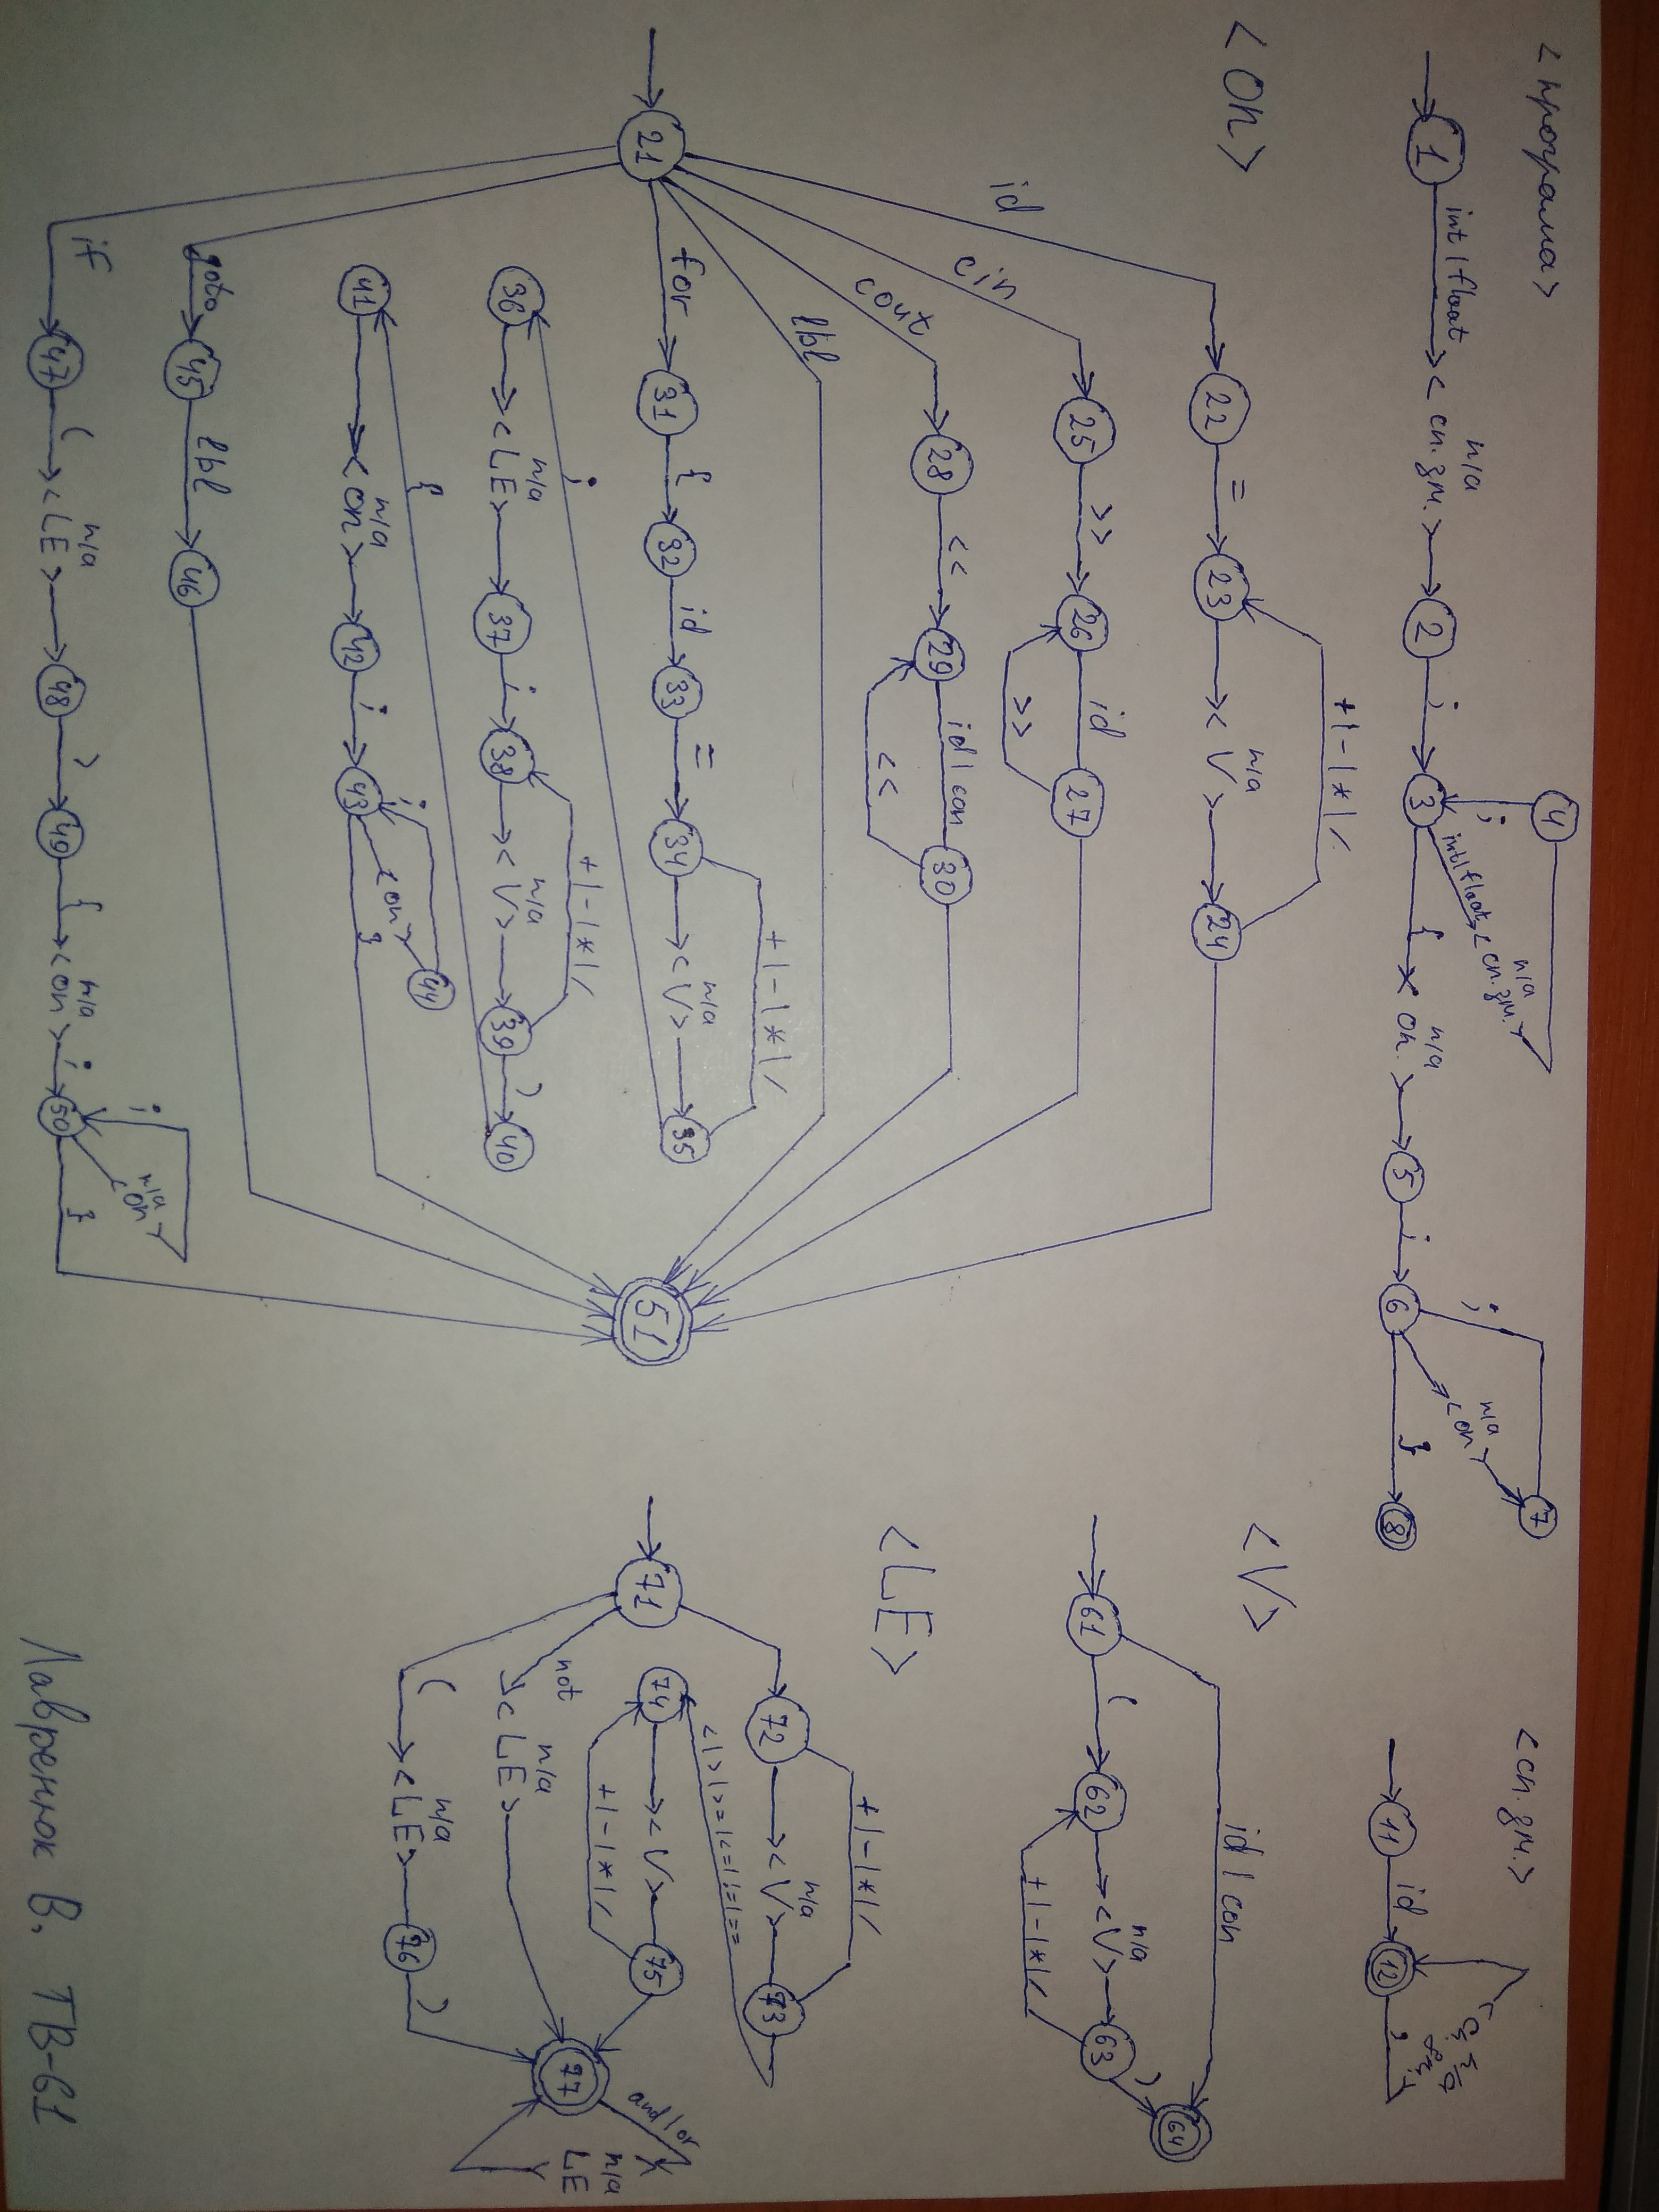 <програма>
4
n/a
; int|float <сп.зм.>
1 int|float n/a <сп.зм.> 2 ; 3 { n/a оп. 5 ; 6 } 8
; n/a <оп> 7
<сп.зм.>
11 id 12 , n/a <сп.зм.>
<оп>
+|-|*|/
id 22 = 23 n/a <V> 24
cin 25 >> 26 id 27
>>
cout 28 << 29 id|con 30
<<
lbl
+|-|*|/
21 for 31 { 32 id 33 = 34 n/a <V> 35
51
;
+|-|*|/
36 n/a <LE> 37 ; 38 n/a <V> 39 ) 40
{
; 44
41 n/a <оп> 42 ; 43 <оп>
}
goto 45 lbl 46
if 47 ( n/a <LE> 48 ) 49 { n/a <оп> ; 50 }
; n/a <оп>
<V>
id | con
64
61 ( 62 n/a <V> 63 )
+|-|*|/
<LE>
+|-|*|/
72 n/a <V> 73
<|>|>=|<=|!=|==
71 74 <V> 75
+|-|*|/
and|or
n/a
LE
77
not n/a
<LE>
( n/a <LE> 76 )
Лавренюк В. ТВ-61